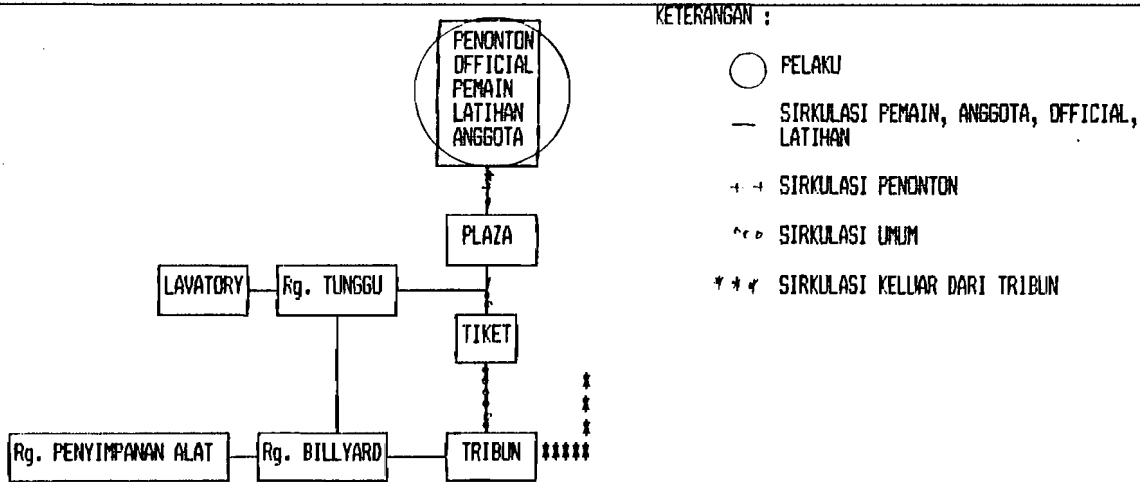 KETERANGAN :
PENONTON
OFFICIAL
PEMAIN
LATIHAN
ANGGOTA
PELAKU
SIRKULASI PEMAIN, ANGGOTA, OFFICIAL,
LATIHAN
SIRKULASI PENONTON
SIRKULASI UMUM
*** SIRKULASI KELUAR DARI TRIBUN
PLAZA
LAVATORY
Rg. TUNGGU
TIKET
Rg. PENYIMPANAN ALAT
Rg. BILLYARD
TRIBUN